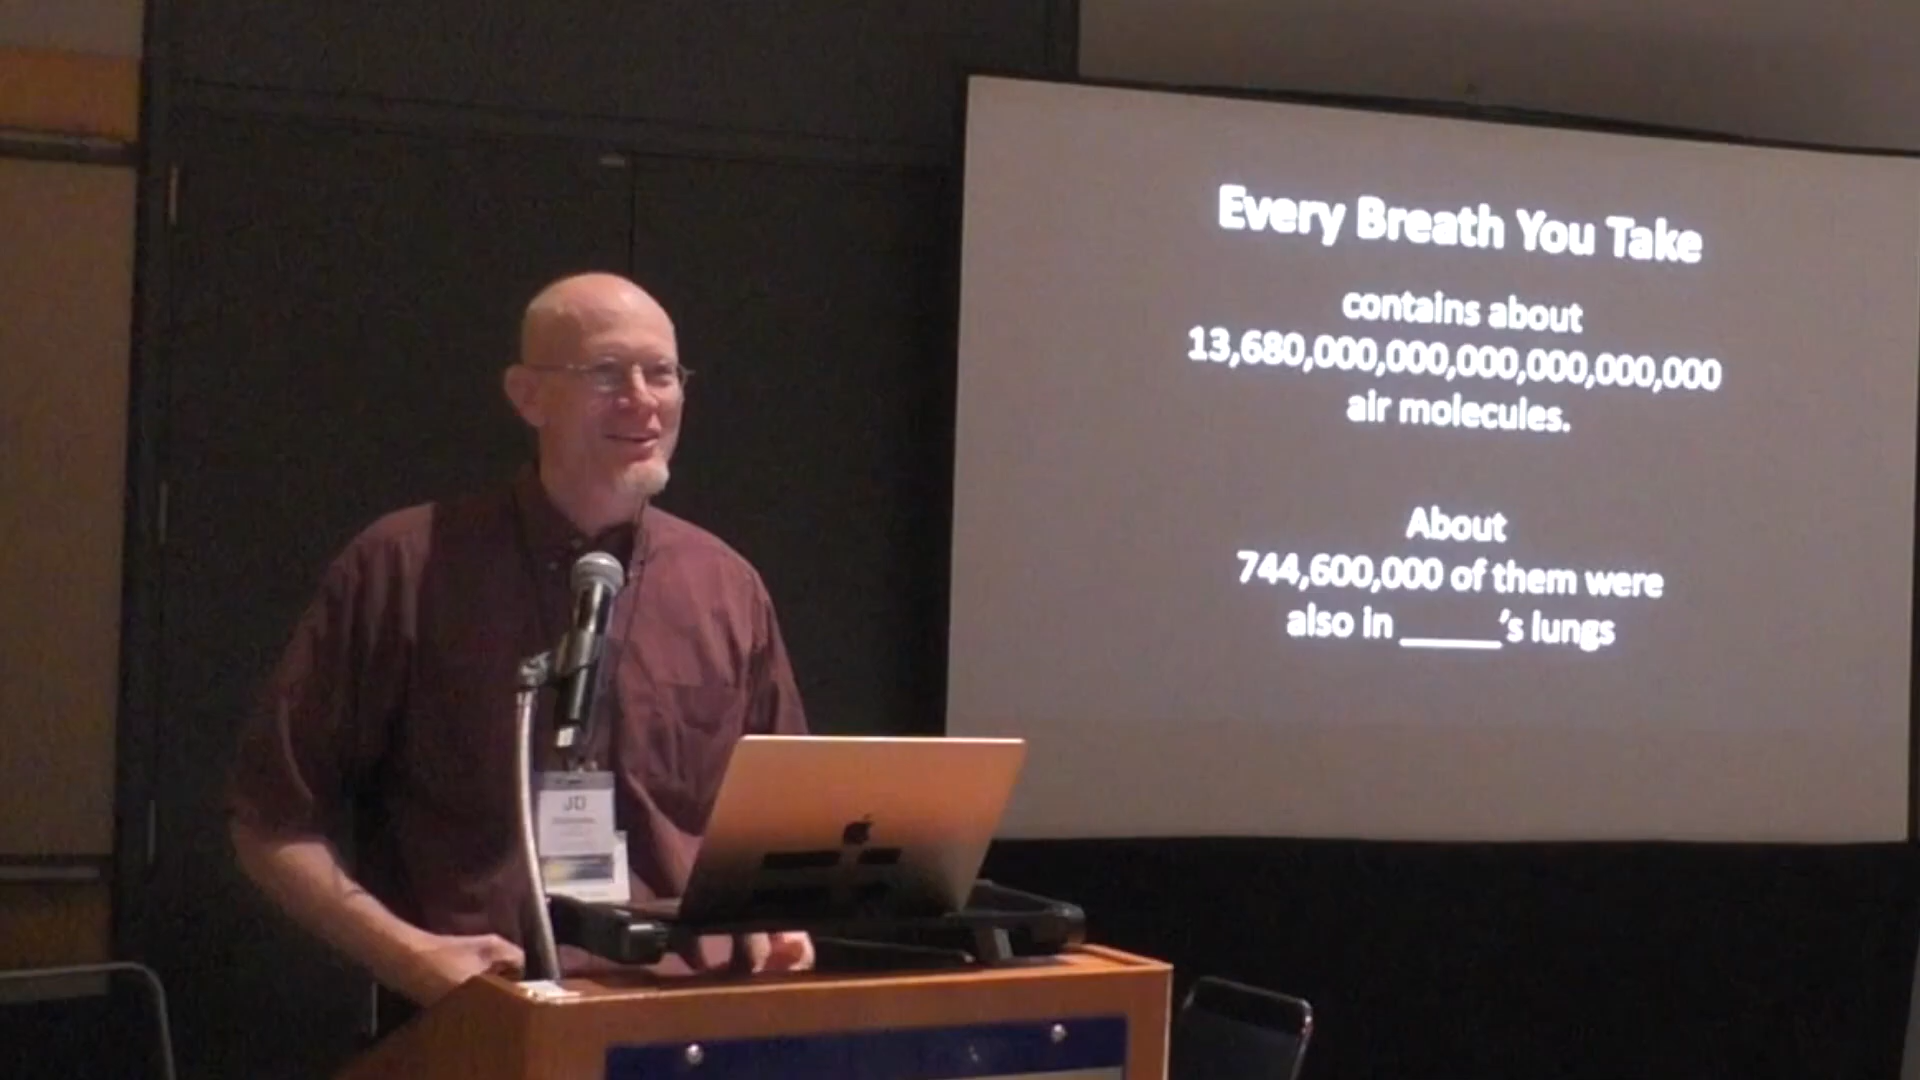 Every Breath You Take
contains about
13,680,000,000,000,000,000,000
air molecules.
About
744,600,000 of them were
also in _____'s lungs
JD